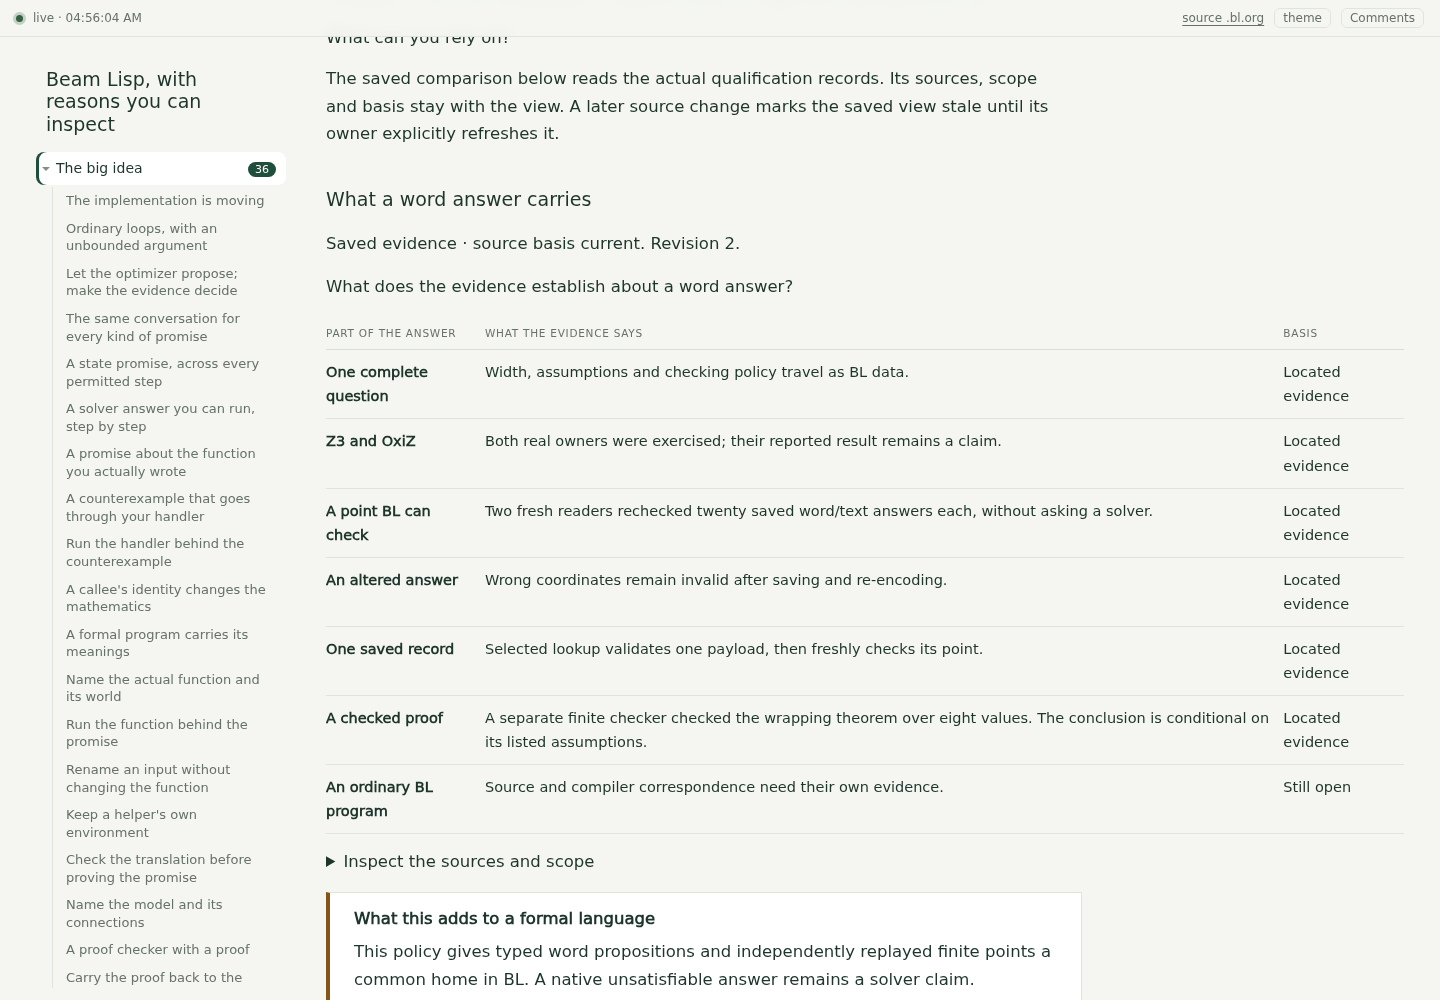 live · 04:56:04 AM
source .bl.org
theme
Comments
Beam Lisp, with
reasons you can
inspect
The big idea
36
The implementation is moving
Ordinary loops, with an
unbounded argument
Let the optimizer propose;
make the evidence decide
The same conversation for
every kind of promise
A state promise, across every
permitted step
A solver answer you can run,
step by step
A promise about the function
you actually wrote
A counterexample that goes
through your handler
Run the handler behind the
counterexample
A callee's identity changes the
mathematics
A formal program carries its
meanings
Name the actual function and
its world
Run the function behind the
promise
Rename an input without
changing the function
Keep a helper's own
environment
Check the translation before
proving the promise
Name the model and its
connections
A proof checker with a proof
Carry the proof back to the
What can you rely on?
The saved comparison below reads the actual qualification records. Its sources, scope
and basis stay with the view. A later source change marks the saved view stale until its
owner explicitly refreshes it.
What a word answer carries
Saved evidence · source basis current. Revision 2.
What does the evidence establish about a word answer?
PART OF THE ANSWER
WHAT THE EVIDENCE SAYS
BASIS
One complete
question
Width, assumptions and checking policy travel as BL data.
Located
evidence
Z3 and OxiZ
Both real owners were exercised; their reported result remains a claim.
Located
evidence
A point BL can
check
Two fresh readers rechecked twenty saved word/text answers each, without asking a solver.
Located
evidence
An altered answer
Wrong coordinates remain invalid after saving and re-encoding.
Located
evidence
One saved record
Selected lookup validates one payload, then freshly checks its point.
Located
evidence
A checked proof
A separate finite checker checked the wrapping theorem over eight values. The conclusion is conditional on
its listed assumptions.
Located
evidence
An ordinary BL
program
Source and compiler correspondence need their own evidence.
Still open
Inspect the sources and scope
What this adds to a formal language
This policy gives typed word propositions and independently replayed finite points a
common home in BL. A native unsatisfiable answer remains a solver claim.